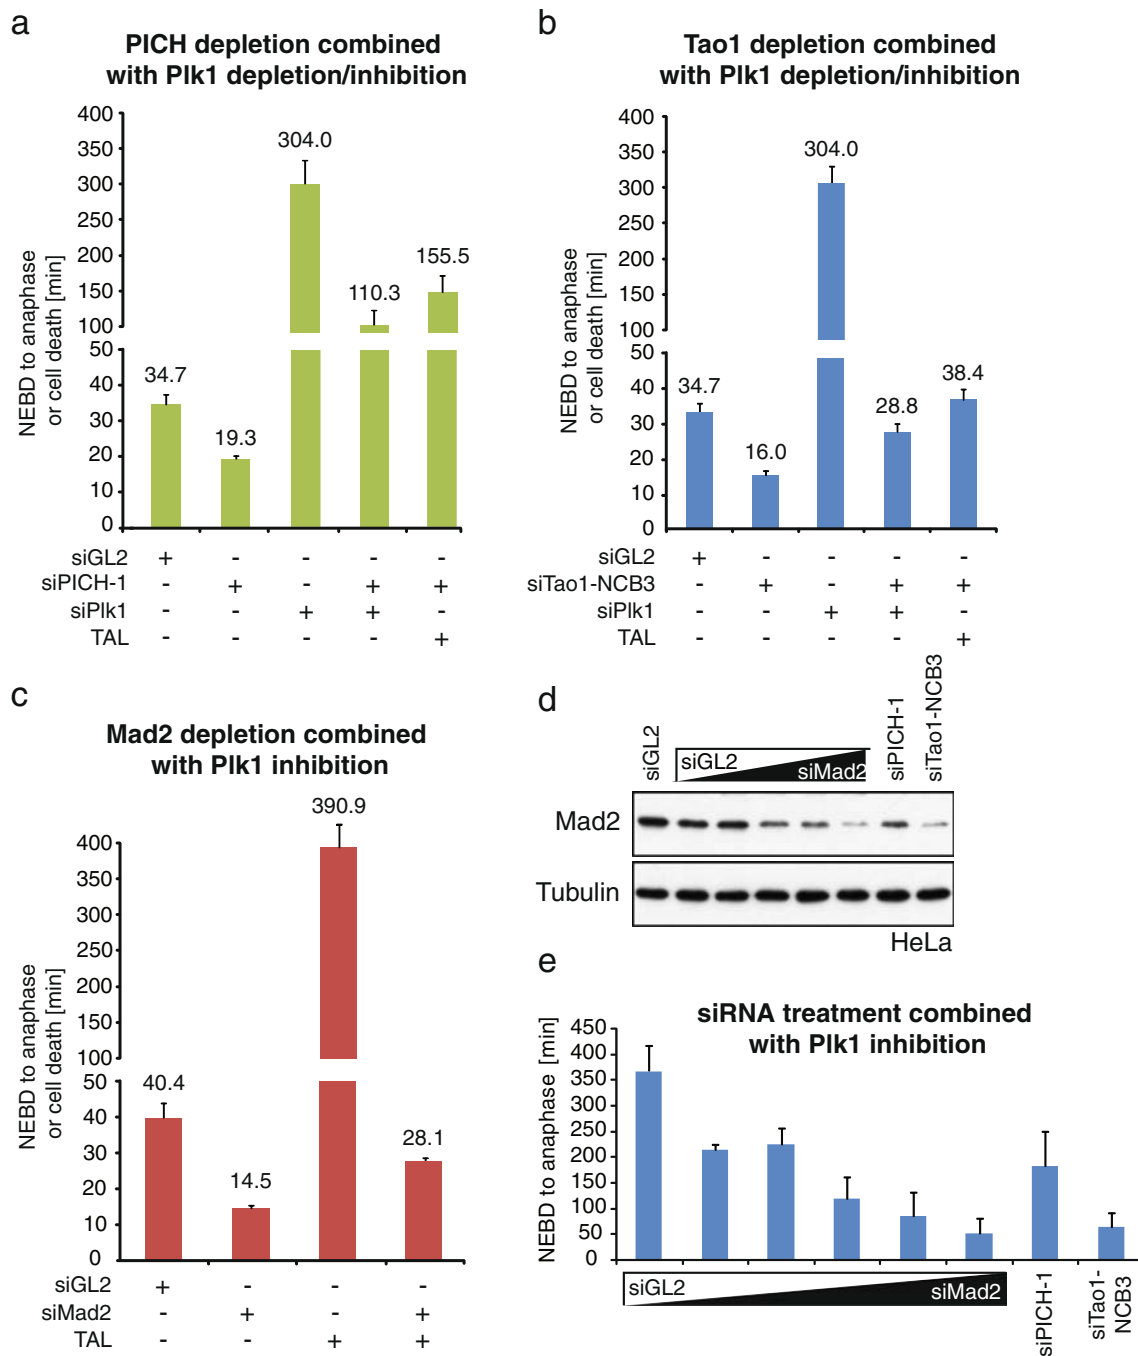 a
PICH depletion combined
with Plk1 depletion/inhibition
NEBD to anaphase
or cell death [min]
400
350
300
250
200
150
100
50
40
30
20
10
0
34.7
19.3
304.0
110.3
155.5
siGL2 + - - - -
siPICH-1 - + - + +
siPlk1 - - + + -
TAL - - - - +
b
Tao1 depletion combined
with Plk1 depletion/inhibition
NEBD to anaphase
or cell death [min]
400
350
300
250
200
150
100
50
40
30
20
10
0
34.7
16.0
304.0
28.8
38.4
siGL2 + - - - -
siTao1-NCB3 - + - + +
siPlk1 - - + + -
TAL - - - - +
c
Mad2 depletion combined
with Plk1 inhibition
NEBD to anaphase
or cell death [min]
400
350
300
250
200
150
100
50
40
30
20
10
0
40.4
14.5
390.9
28.1
siGL2 + - - -
siMad2 - + - +
TAL - - + +
d
siGL2
siGL2
siMad2
siPICH-1
siTao1-NCB3
Mad2
Tubulin
HeLa
e
siRNA treatment combined
with Plk1 inhibition
NEBD to anaphase [min]
450
400
350
300
250
200
150
100
50
0
siGL2
siMad2
siPICH-1
siTao1-
NCB3